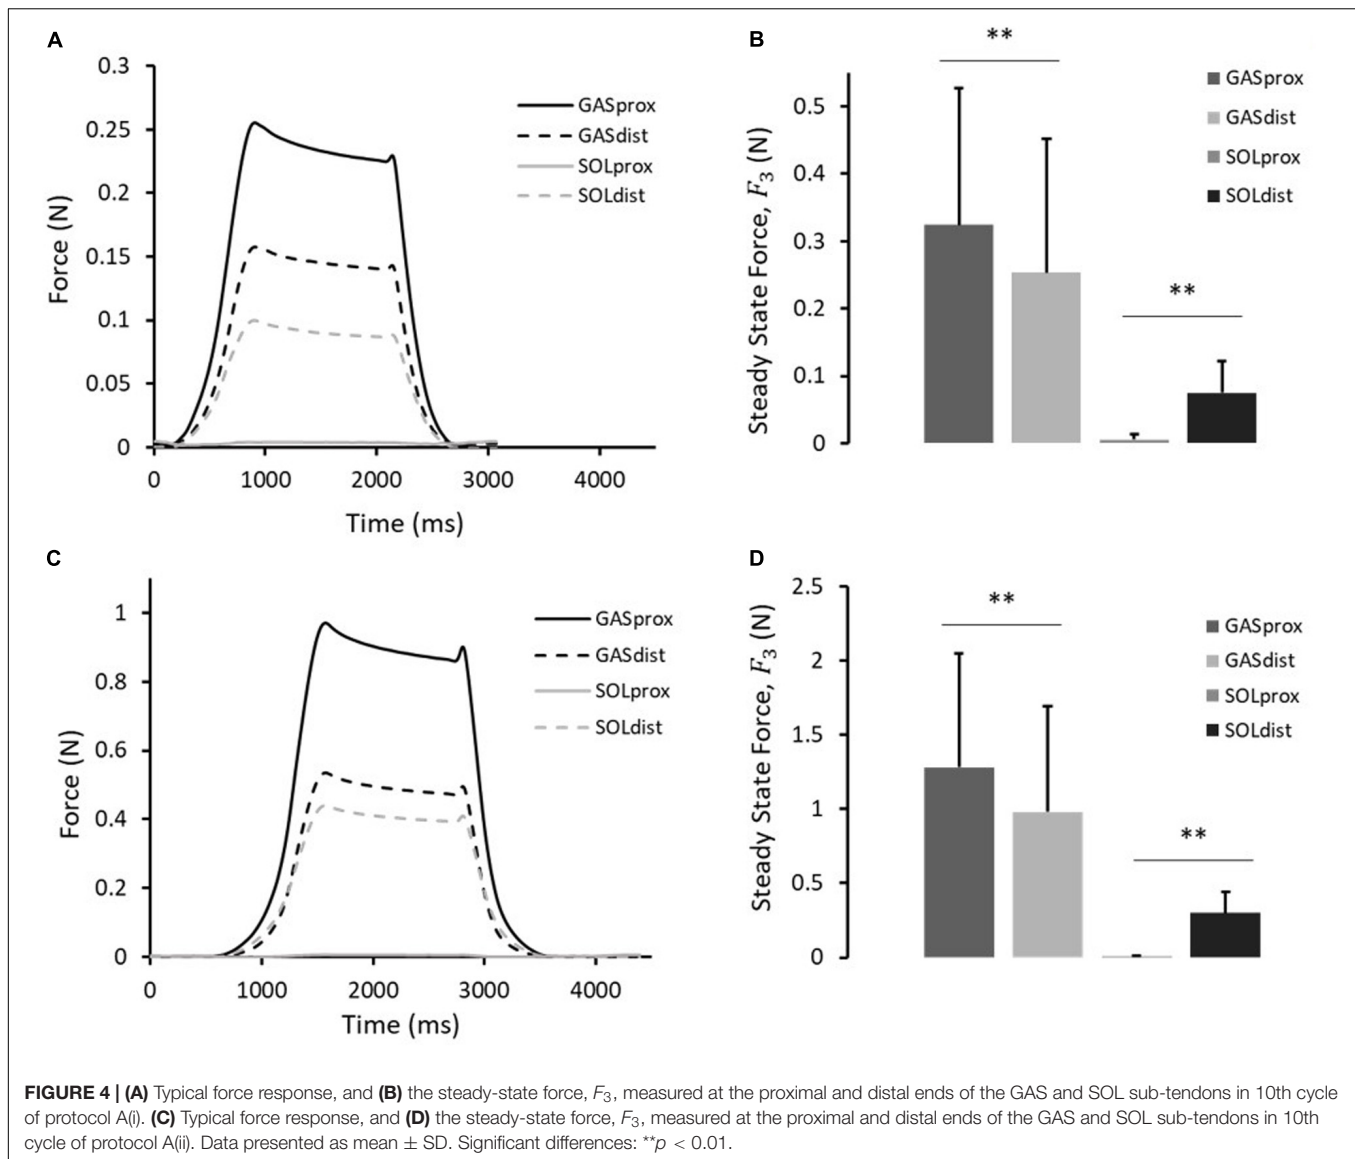 A
0.3
0.25
0.2
0.15
0.1
0.05
0
Force (N)
0
1000
2000
3000
4000
Time (ms)
GASprox
GASdist
SOLprox
SOLdist
B
**
**
0.5
0.4
0.3
0.2
0.1
0
Steady State Force, F₃ (N)
GASprox
GASdist
SOLprox
SOLdist
C
1
0.8
0.6
0.4
0.2
0
Force (N)
0
1000
2000
3000
4000
Time (ms)
GASprox
GASdist
SOLprox
SOLdist
D
**
**
2.5
2
1.5
1
0.5
0
Steady State Force, F₃ (N)
GASprox
GASdist
SOLprox
SOLdist
FIGURE 4 | (A) Typical force response, and (B) the steady-state force, F₃, measured at the proximal and distal ends of the GAS and SOL sub-tendons in 10th cycle
of protocol A(i). (C) Typical force response, and (D) the steady-state force, F₃, measured at the proximal and distal ends of the GAS and SOL sub-tendons in 10th
cycle of protocol A(ii). Data presented as mean ± SD. Significant differences: **p < 0.01.